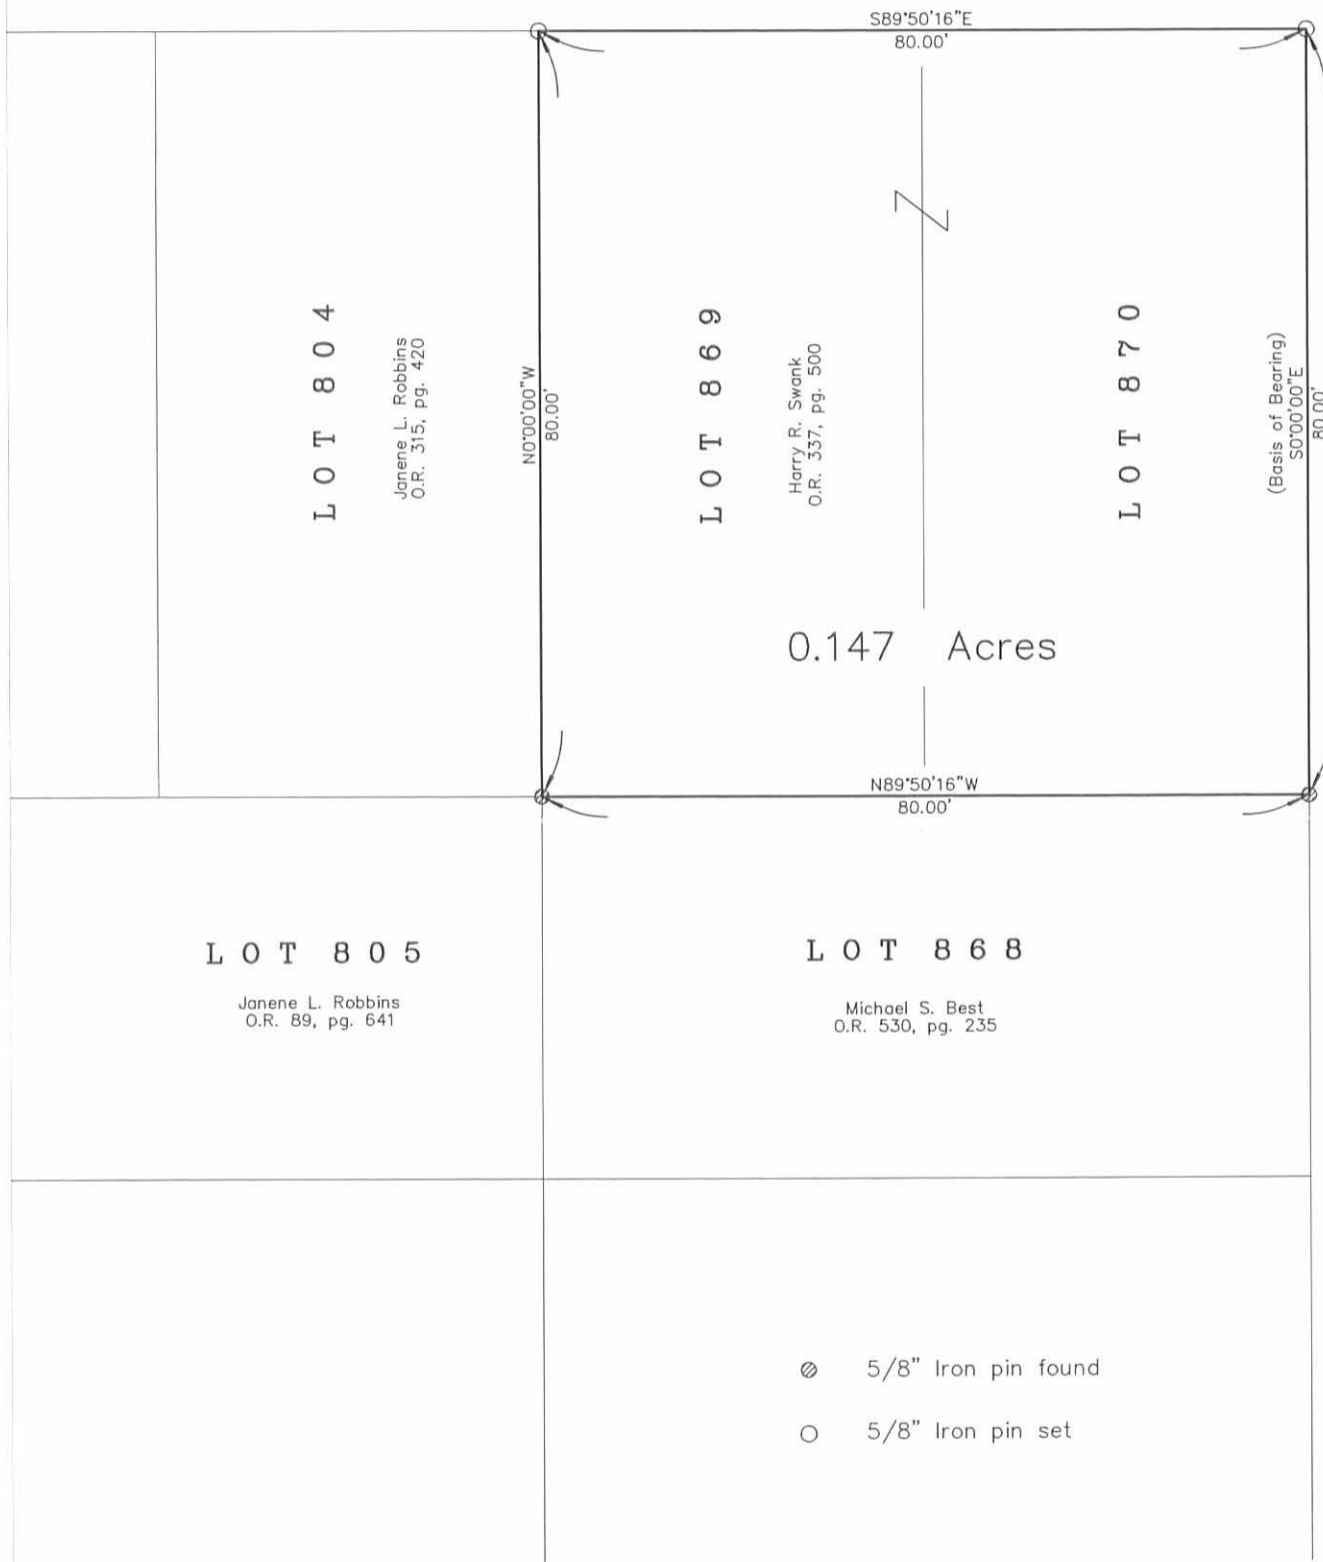 S89°50'16"E
80.00'
LOT 804
Janene L. Robbins
O.R. 315, pg. 420
N0°00'00"W
80.00'
LOT 869
Harry R. Swank
O.R. 337, pg. 500
LOT 870
(Basis of Bearing)
S0°00'00"E
80.00'
0.147 Acres
N89°50'16"W
80.00'
LOT 805
Janene L. Robbins
O.R. 89, pg. 641
LOT 868
Michael S. Best
O.R. 530, pg. 235
5/8" Iron pin found
5/8" Iron pin set